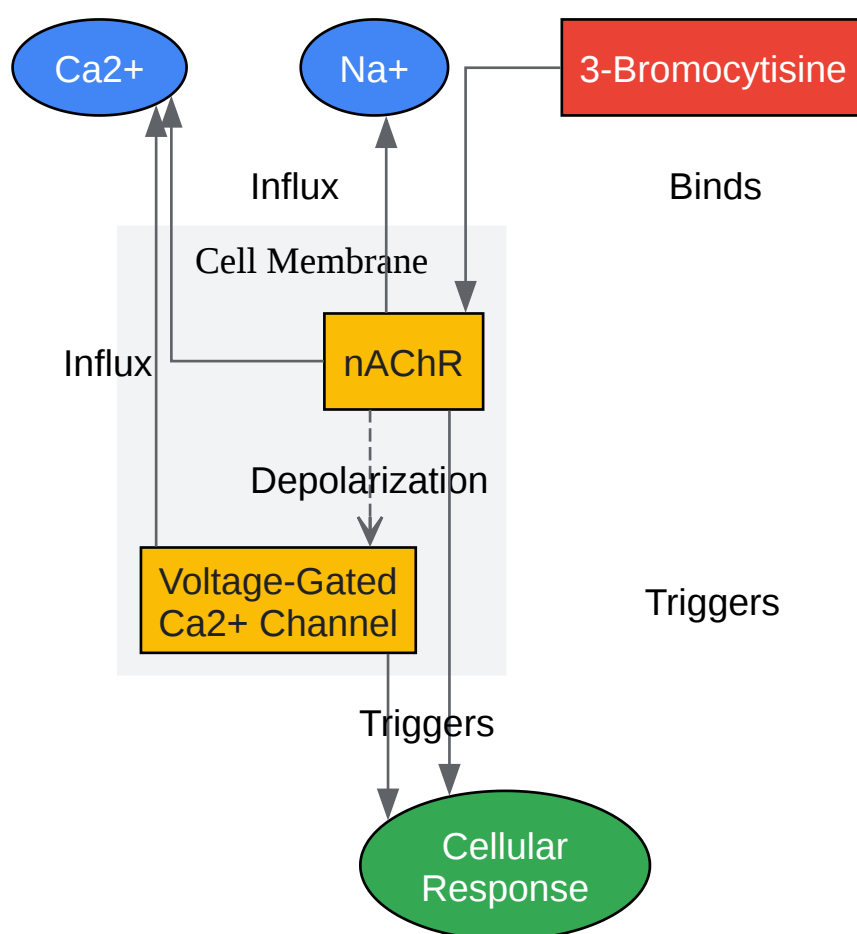 Ca2+
Na+
3-Bromocytisine
Influx
Binds
Cell Membrane
Influx
nAChR
Depolarization
Voltage-Gated
Ca2+ Channel
Triggers
Triggers
Cellular
Response